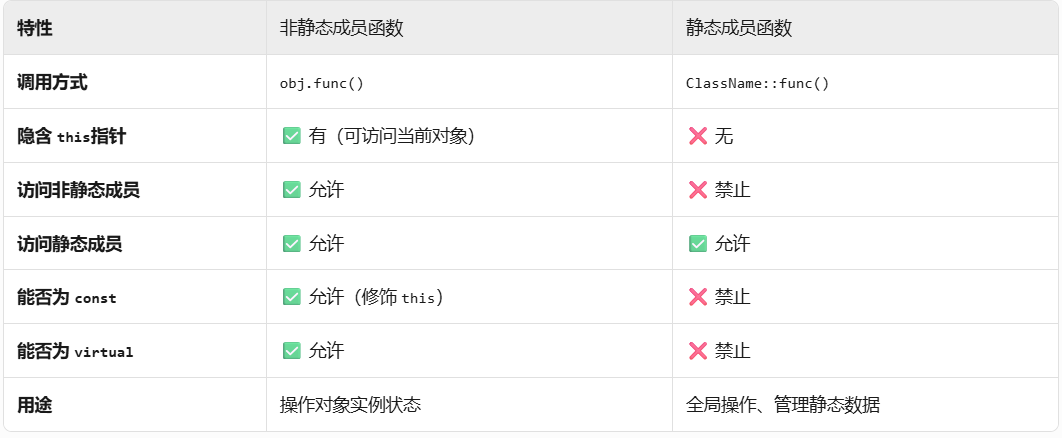 特性 非静态成员函数 静态成员函数
调用方式 obj.func() ClassName::func()
隐含 this指针 ✅ 有（可访问当前对象） ❌ 无
访问非静态成员 ✅ 允许 ❌ 禁止
访问静态成员 ✅ 允许 ✅ 允许
能否为 const ✅ 允许（修饰 this） ❌ 禁止
能否为 virtual ✅ 允许 ❌ 禁止
用途 操作对象实例状态 全局操作、管理静态数据